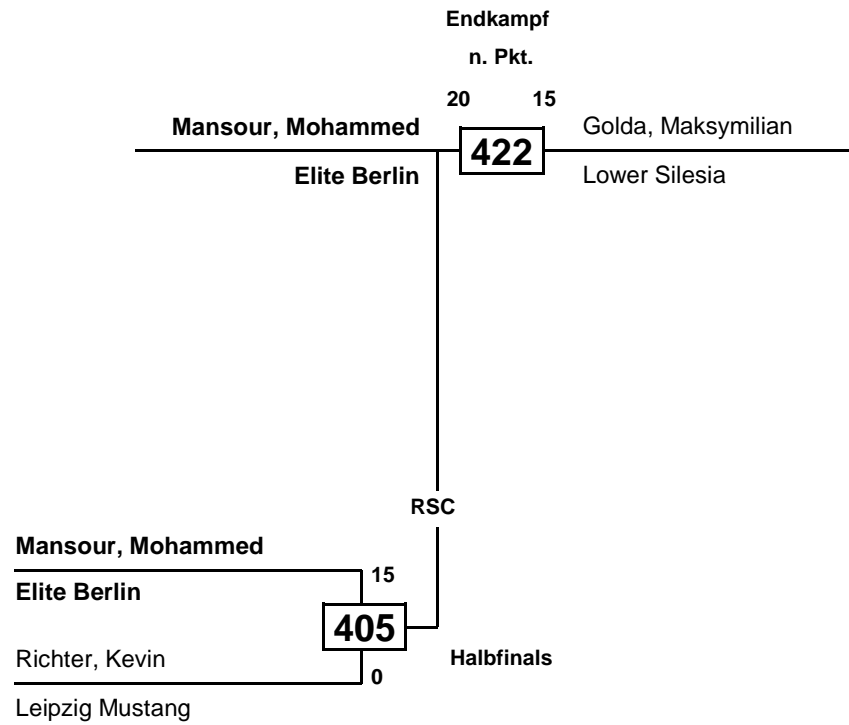 Endkampf
n. Pkt.
20 15
Mansour, Mohammed
Golda, Maksymilian
422
Elite Berlin
Lower Silesia
RSC
Mansour, Mohammed
15
Elite Berlin
405
Richter, Kevin
Halbfinals
0
Leipzig Mustang